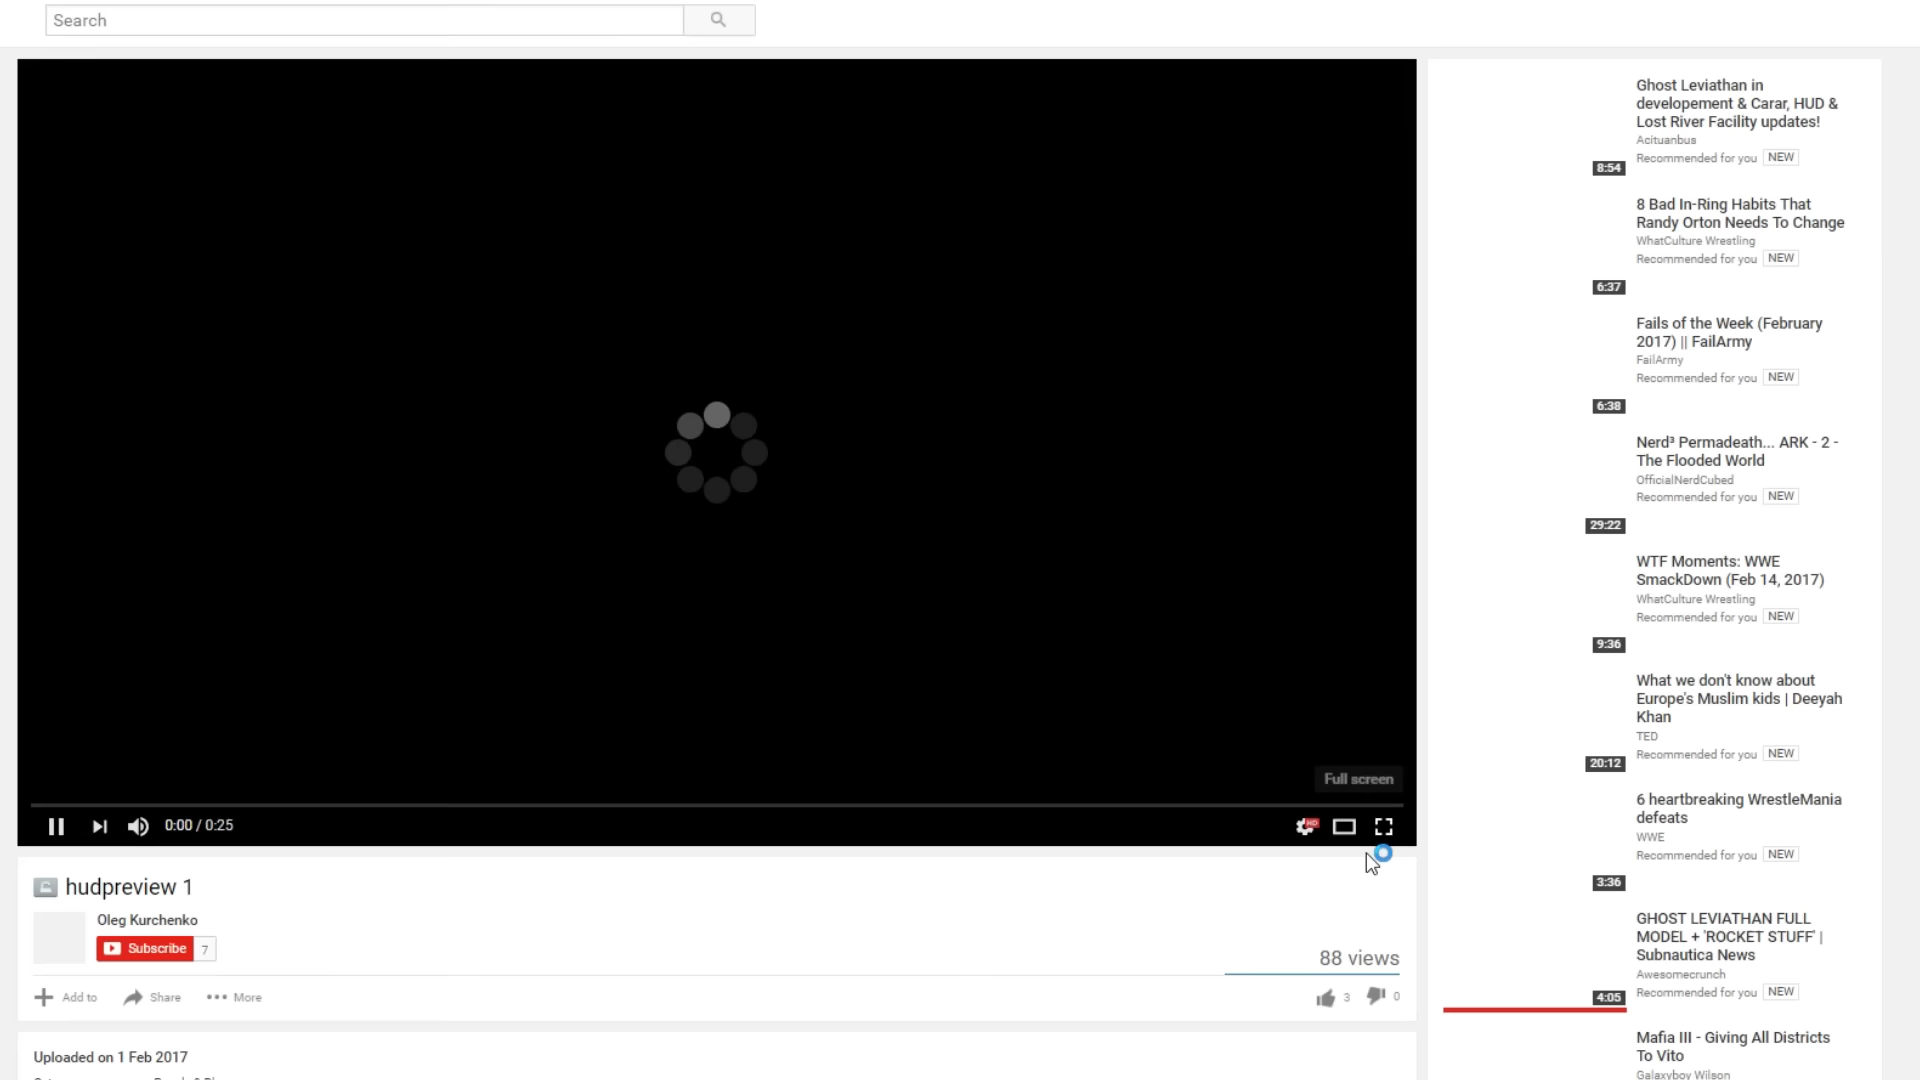 Search
Full screen
0:00 / 0:25
HD
hudpreview 1
Oleg Kurchenko
Subscribe 7
88 views
Add to Share More
3 0
Uploaded on 1 Feb 2017
Ghost Leviathan in
developement & Carar, HUD &
Lost River Facility updates!
Acituanbus
Recommended for you NEW
8:54
8 Bad In-Ring Habits That
Randy Orton Needs To Change
WhatCulture Wrestling
Recommended for you NEW
6:37
Fails of the Week (February
2017) || FailArmy
FailArmy
Recommended for you NEW
6:38
Nerd³ Permadeath... ARK - 2 -
The Flooded World
OfficialNerdCubed
Recommended for you NEW
29:22
WTF Moments: WWE
SmackDown (Feb 14, 2017)
WhatCulture Wrestling
Recommended for you NEW
9:36
What we don't know about
Europe's Muslim kids | Deeyah
Khan
TED
Recommended for you NEW
20:12
6 heartbreaking WrestleMania
defeats
WWE
Recommended for you NEW
3:36
GHOST LEVIATHAN FULL
MODEL + 'ROCKET STUFF' |
Subnautica News
Awesomecrunch
Recommended for you NEW
4:05
Mafia III - Giving All Districts
To Vito
Galaxyboy Wilson